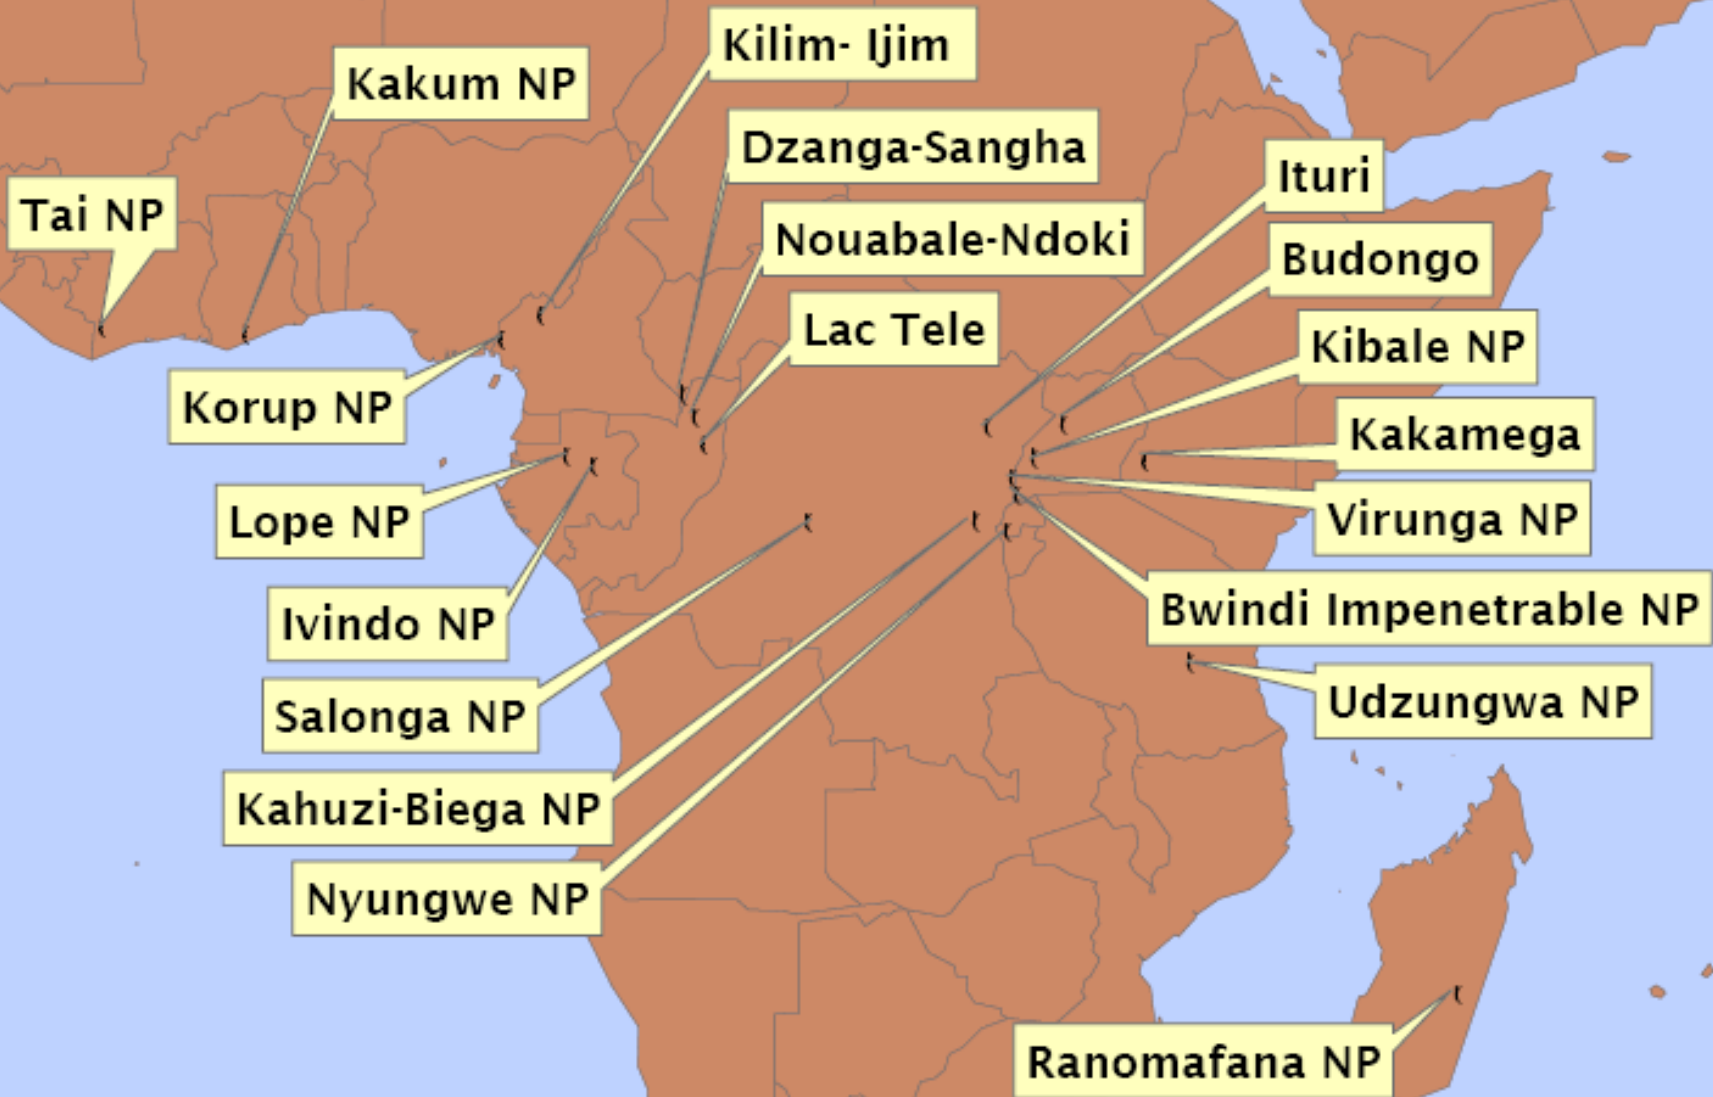 Kilim- Ijim
Kakum NP
Dzanga-Sangha
Ituri
Tai NP
Nouabale-Ndoki
Budongo
Lac Tele
Kibale NP
Korup NP
Kakamega
Lope NP
Virunga NP
Ivindo NP
Bwindi Impenetrable NP
Salonga NP
Udzungwa NP
Kahuzi-Biega NP
Nyungwe NP
Ranomafana NP